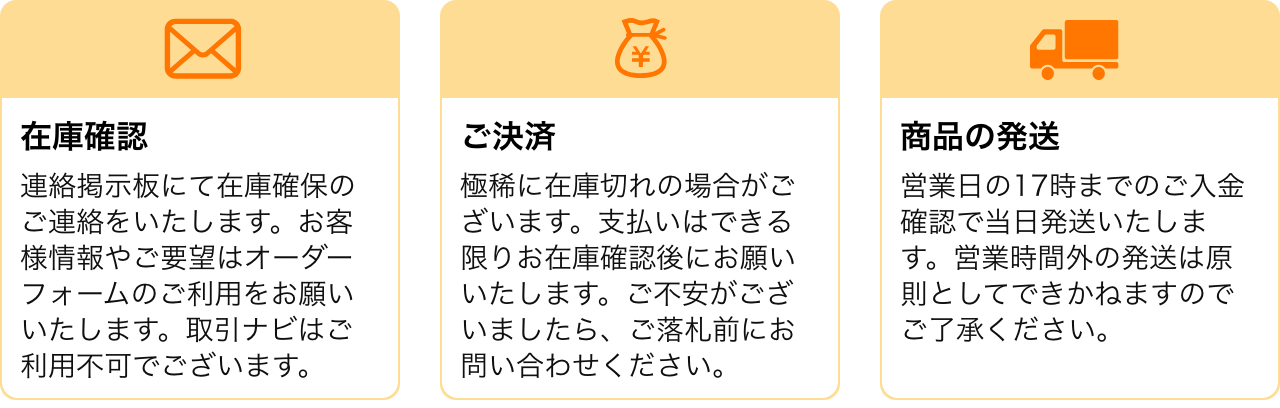 ¥
在庫確認
連絡掲示板にて在庫確保の
ご連絡をいたします。お客
様情報やご要望はオーダー
フォームのご利用をお願い
いたします。取引ナビはご
利用不可でございます。
ご決済
極稀に在庫切れの場合がご
ざいます。支払いはできる
限りお在庫確認後にお願い
いたします。ご不安がござ
いましたら、ご落札前にお
問い合わせください。
商品の発送
営業日の17時までのご入金
確認で当日発送いたしま
す。営業時間外の発送は原
則としてできかねますので
ご了承ください。